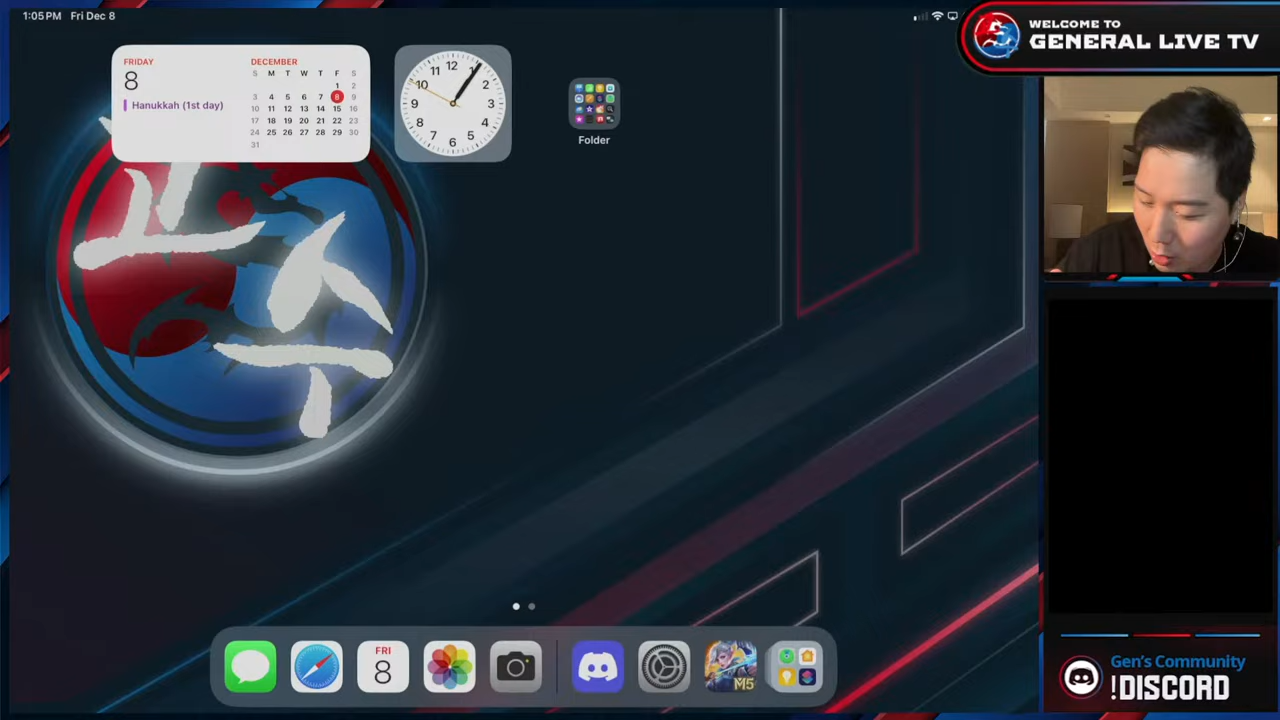 1:05 PM Fri Dec 8
WELCOME TO
GENERAL LIVE TV
FRIDAY
8
Hanukkah (1st day)
DECEMBER
S M T W T F S
1 2
3 4 5 6 7 8 9
10 11 12 13 14 15 16
17 18 19 20 21 22 23
24 25 26 27 28 29 30
31
12
1
2
3
4
5
6
7
8
9
10
11
Folder
FRI
8
M5
Gen's Community
!DISCORD